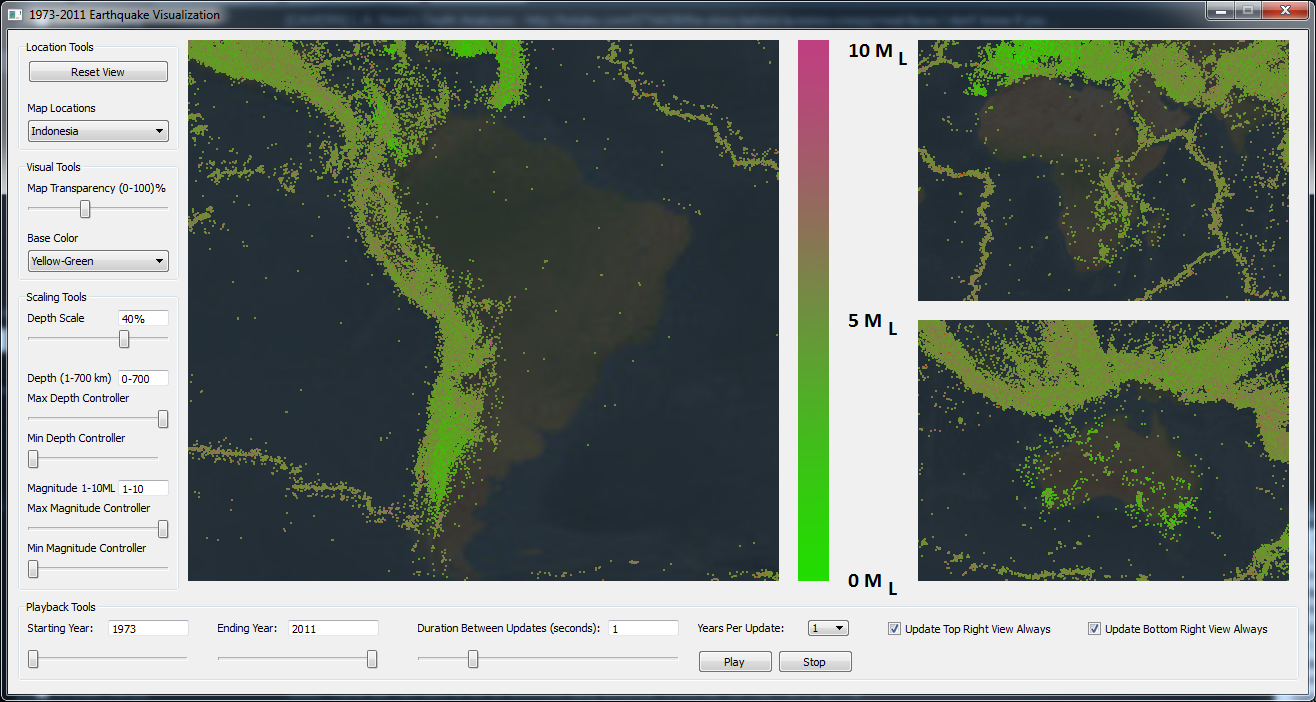 1973-2011 Earthquake Visualization
Location Tools
Reset View
Map Locations
Indonesia
Visual Tools
Map Transparency (0-100)%
Base Color
Yellow-Green
Scaling Tools
Depth Scale 40%
Depth (1-700 km) 0-700
Max Depth Controller
Min Depth Controller
Magnitude 1-10ML 1-10
Max Magnitude Controller
Min Magnitude Controller
10 M L
5 M L
0 M L
Playback Tools
Starting Year: 1973 Ending Year: 2011 Duration Between Updates (seconds): 1 Years Per Update: 1 Update Top Right View Always Update Bottom Right View Always
Play Stop